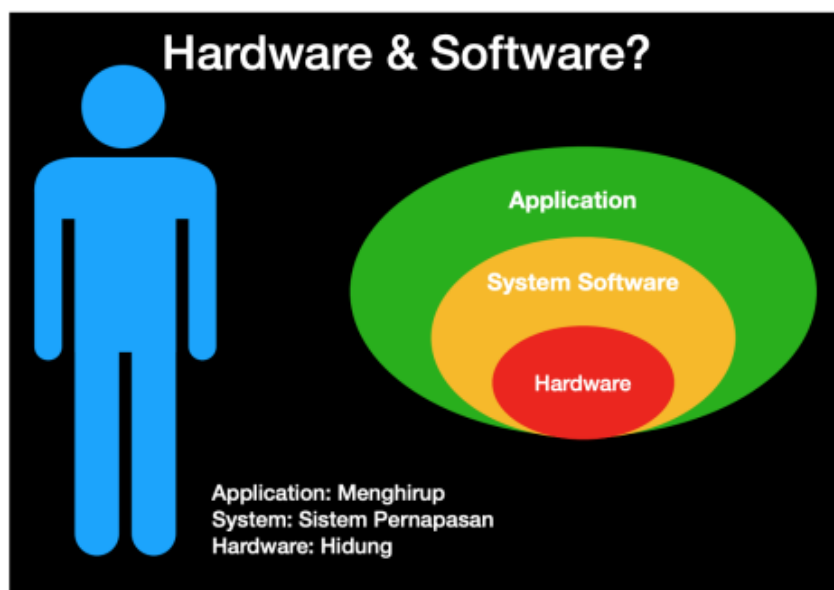 Hardware & Software?
Application
System Software
Hardware
Application: Menghirup
System: Sistem Pernapasan
Hardware: Hidung